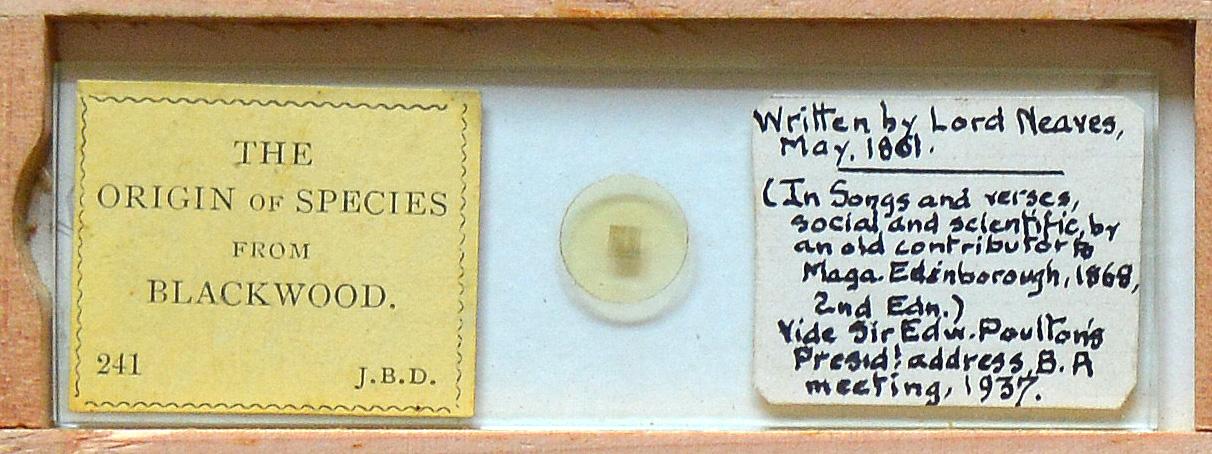 THE
ORIGIN OF SPECIES
FROM
BLACKWOOD.
241
J.B.D.
Written by Lord Neaves,
May. 1861.
(In Songs and verses,
social and scientific, by
an old contributor to
Maga. Edinborough, 1868,
2nd Edn.)
Vide Sir Edw. Poulton's
Presid! address, B. A
meeting, 1937.